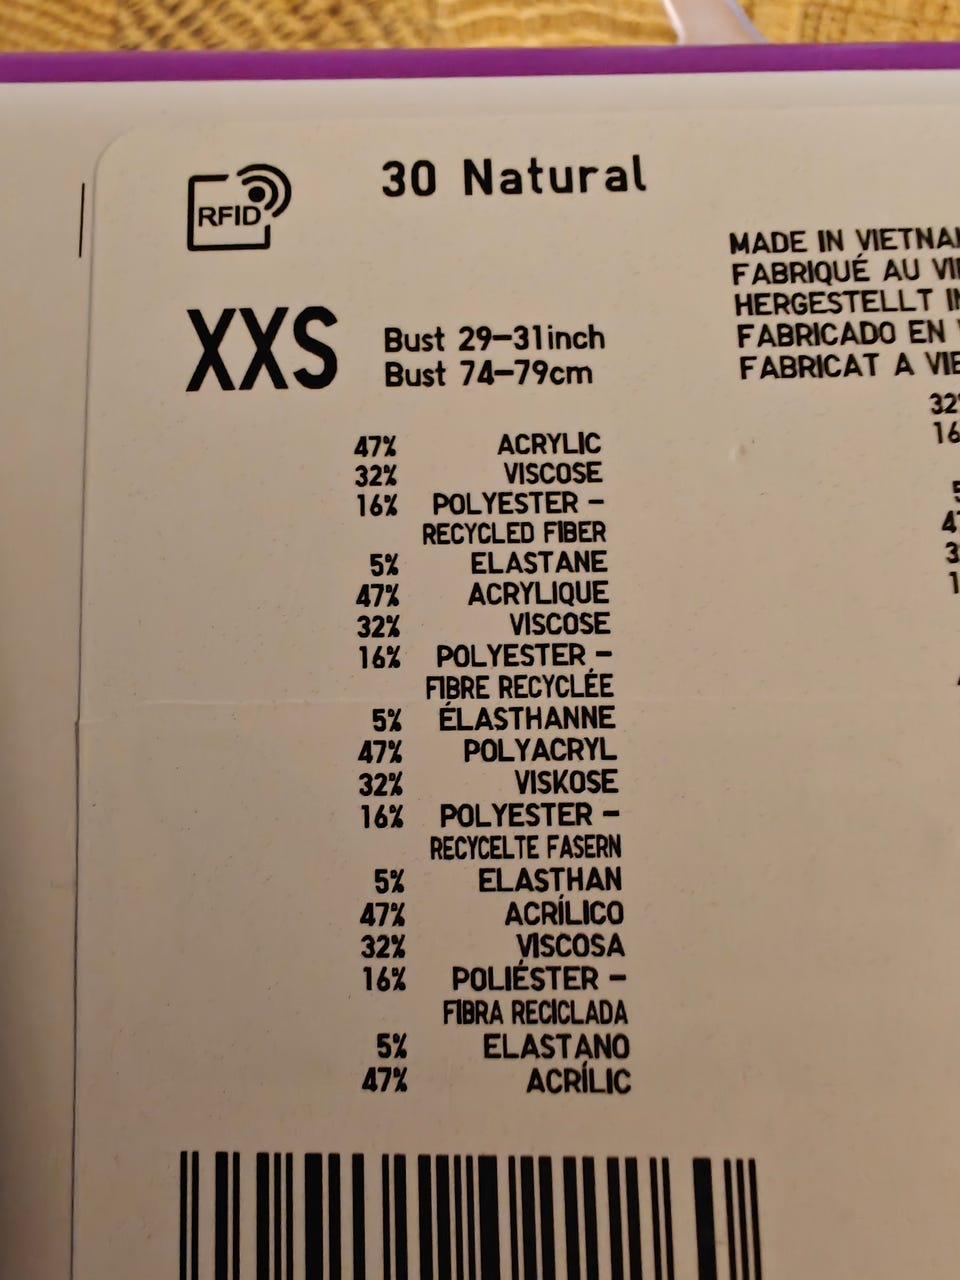 RFID
30 Natural
XXS
Bust 29-31inch
Bust 74-79cm
47% ACRYLIC
32% VISCOSE
16% POLYESTER -
RECYCLED FIBER
5% ELASTANE
47% ACRYLIQUE
32% VISCOSE
16% POLYESTER -
FIBRE RECYCLÉE
5% ÉLASTHANNE
47% POLYACRYL
32% VISKOSE
16% POLYESTER -
RECYCELTE FASERN
5% ELASTHAN
47% ACRÍLICO
32% VISCOSA
16% POLIÉSTER -
FIBRA RECICLADA
5% ELASTANO
47% ACRÍLIC
MADE IN
FABRIQUÉ AU
HERGESTELLT
FABRICADO EN
FABRICAT A